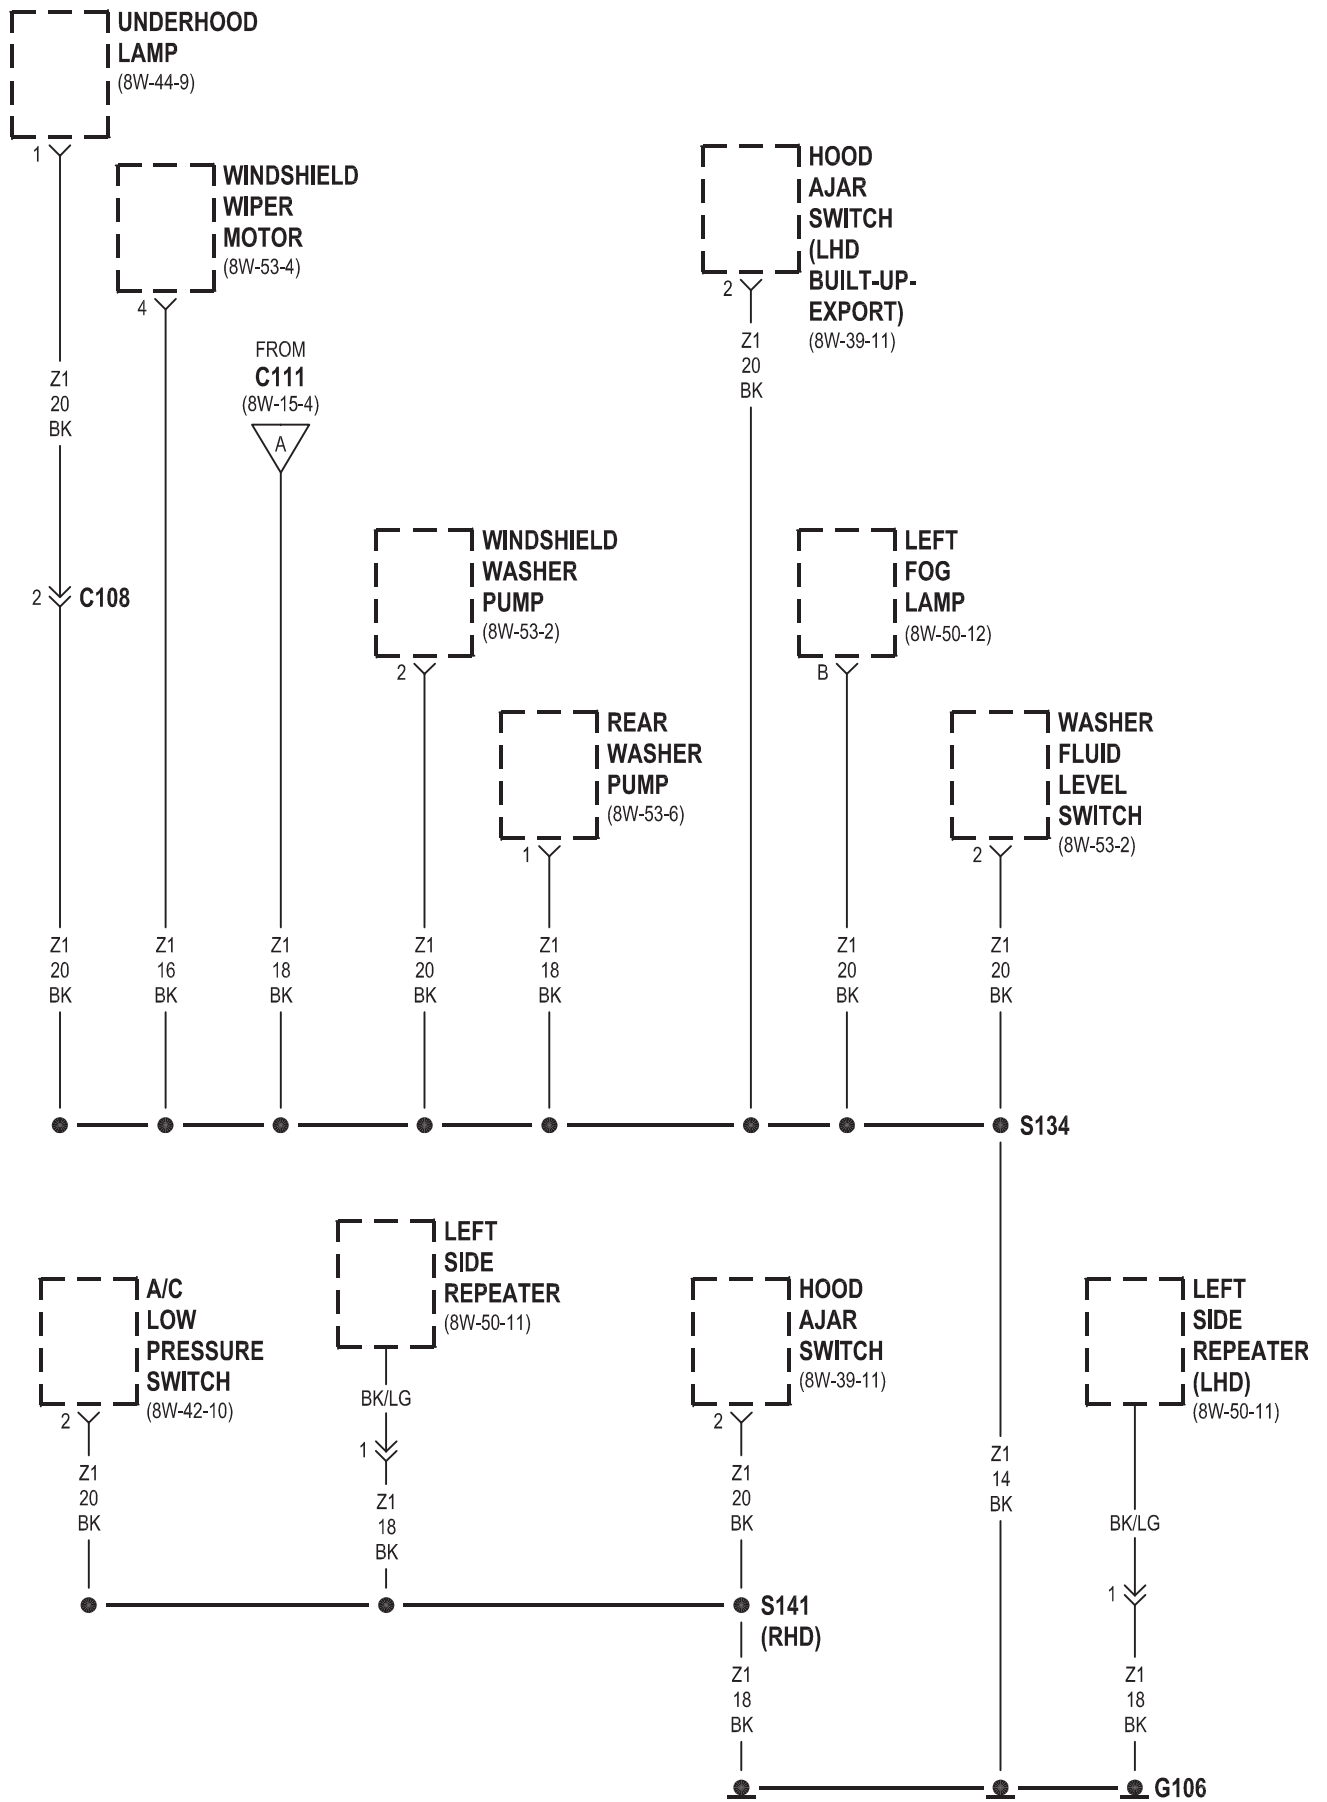 UNDERHOOD
LAMP
(8W-44-9)
1
WINDSHIELD
WIPER
MOTOR
(8W-53-4)
4
HOOD
AJAR
SWITCH
(LHD
BUILT-UP-
EXPORT)
(8W-39-11)
2
Z1
20
BK
FROM
C111
(8W-15-4)
A
Z1
20
BK
2
C108
WINDSHIELD
WASHER
PUMP
(8W-53-2)
2
LEFT
FOG
LAMP
(8W-50-12)
B
REAR
WASHER
PUMP
(8W-53-6)
1
WASHER
FLUID
LEVEL
SWITCH
(8W-53-2)
2
Z1
20
BK
Z1
16
BK
Z1
18
BK
Z1
20
BK
Z1
18
BK
Z1
20
BK
Z1
20
BK
S134
A/C
LOW
PRESSURE
SWITCH
(8W-42-10)
2
LEFT
SIDE
REPEATER
(8W-50-11)
BK/LG
1
HOOD
AJAR
SWITCH
(8W-39-11)
2
LEFT
SIDE
REPEATER
(LHD)
(8W-50-11)
Z1
20
BK
Z1
18
BK
Z1
20
BK
Z1
14
BK
BK/LG
1
S141
(RHD)
Z1
18
BK
Z1
18
BK
G106